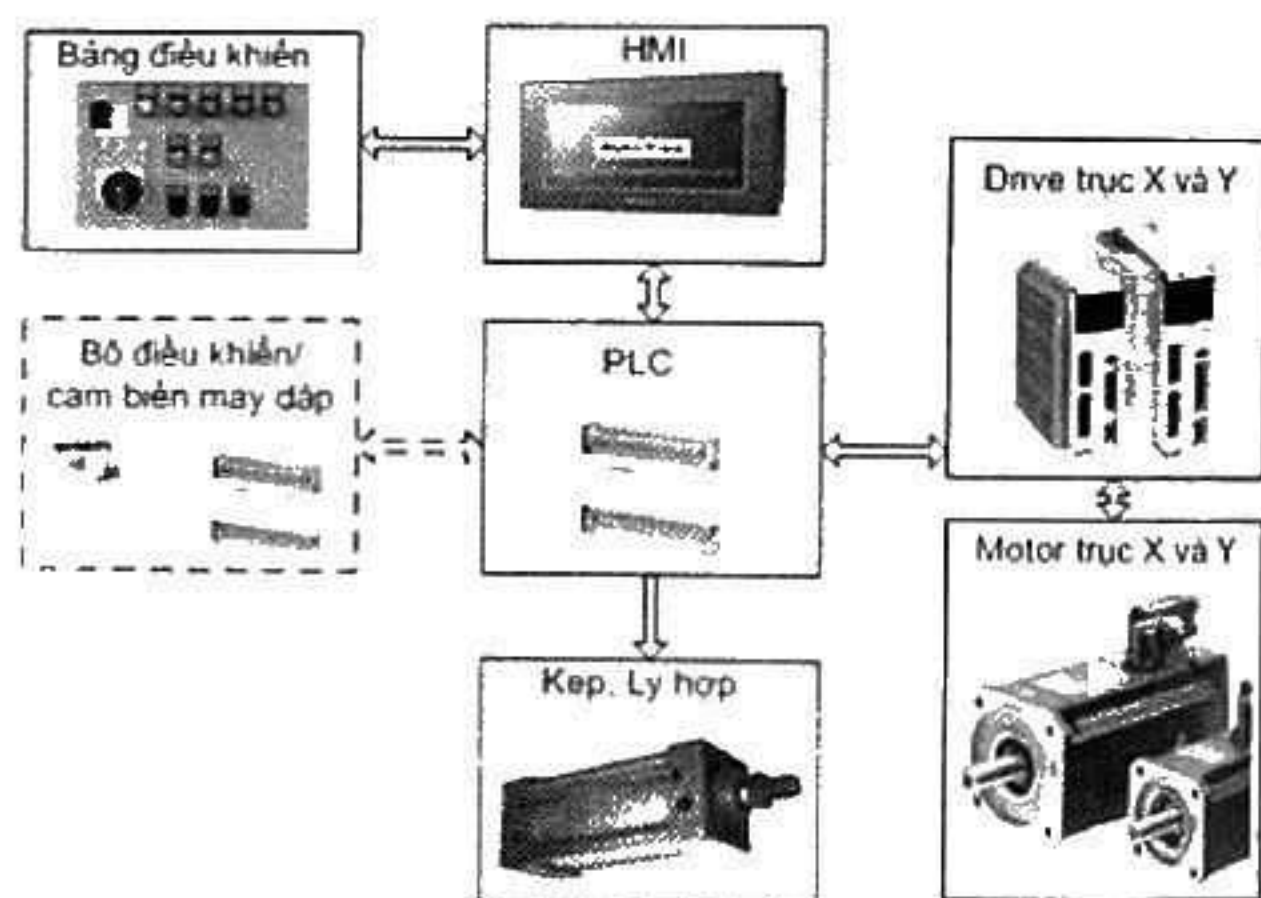 Bảng điều khiển
HMI
Drive trục X và Y
Bộ điều khiển/
cảm biến máy dập
PLC
Motor trục X và Y
Kẹp, Ly hợp